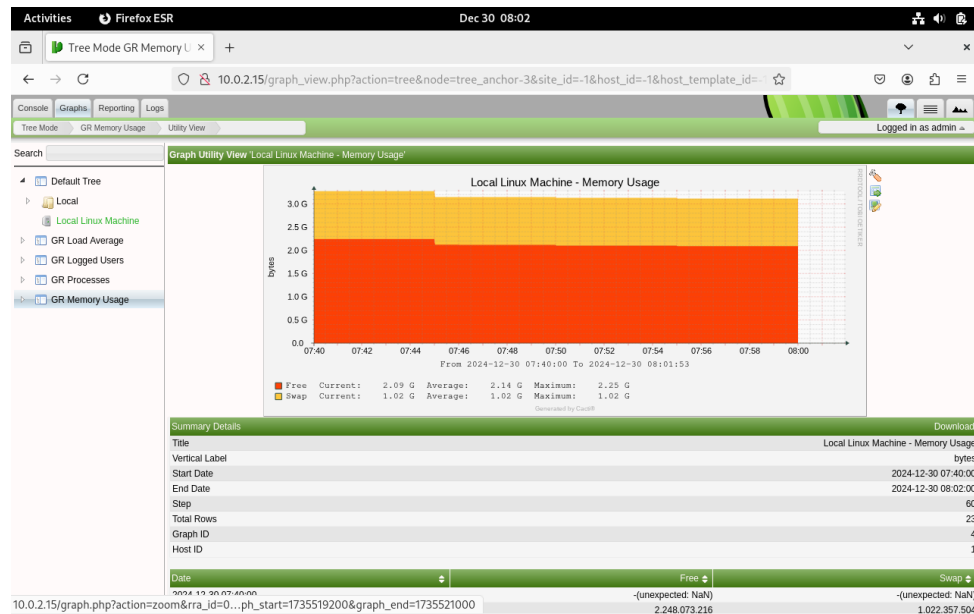 Activities Firefox ESR Dec 30 08:02
Tree Mode GR Memory U × +
10.0.2.15/graph_view.php?action=tree&node=tree_anchor-3&site_id=-1&host_id=-1&host_template_id=-
Console Graphs Reporting Logs
Tree Mode GR Memory Usage Utility View Logged in as admin
Search
Default Tree
Local
Local Linux Machine
GR Load Average
GR Logged Users
GR Processes
GR Memory Usage
Graph Utility View 'Local Linux Machine - Memory Usage'
Local Linux Machine - Memory Usage
RRDTOOL / TOBI OETIKER
bytes
3.0 G
2.5 G
2.0 G
1.5 G
1.0 G
0.5 G
0.0
07:40 07:42 07:44 07:46 07:48 07:50 07:52 07:54 07:56 07:58 08:00
From 2024-12-30 07:40:00 To 2024-12-30 08:01:53
Free Current: 2.09 G Average: 2.14 G Maximum: 2.25 G
Swap Current: 1.02 G Average: 1.02 G Maximum: 1.02 G
Generated by Cacti®
Summary Details Download
Title Local Linux Machine - Memory Usage
Vertical Label bytes
Start Date 2024-12-30 07:40:00
End Date 2024-12-30 08:02:00
Step 60
Total Rows 23
Graph ID 4
Host ID 1
Date Free Swap
2024-12-30 07:40:00 -(unexpected: NaN) -(unexpected: NaN)
2.248.073.216 1.022.357.504
10.0.2.15/graph.php?action=zoom&rra_id=0...ph_start=1735519200&graph_end=1735521000